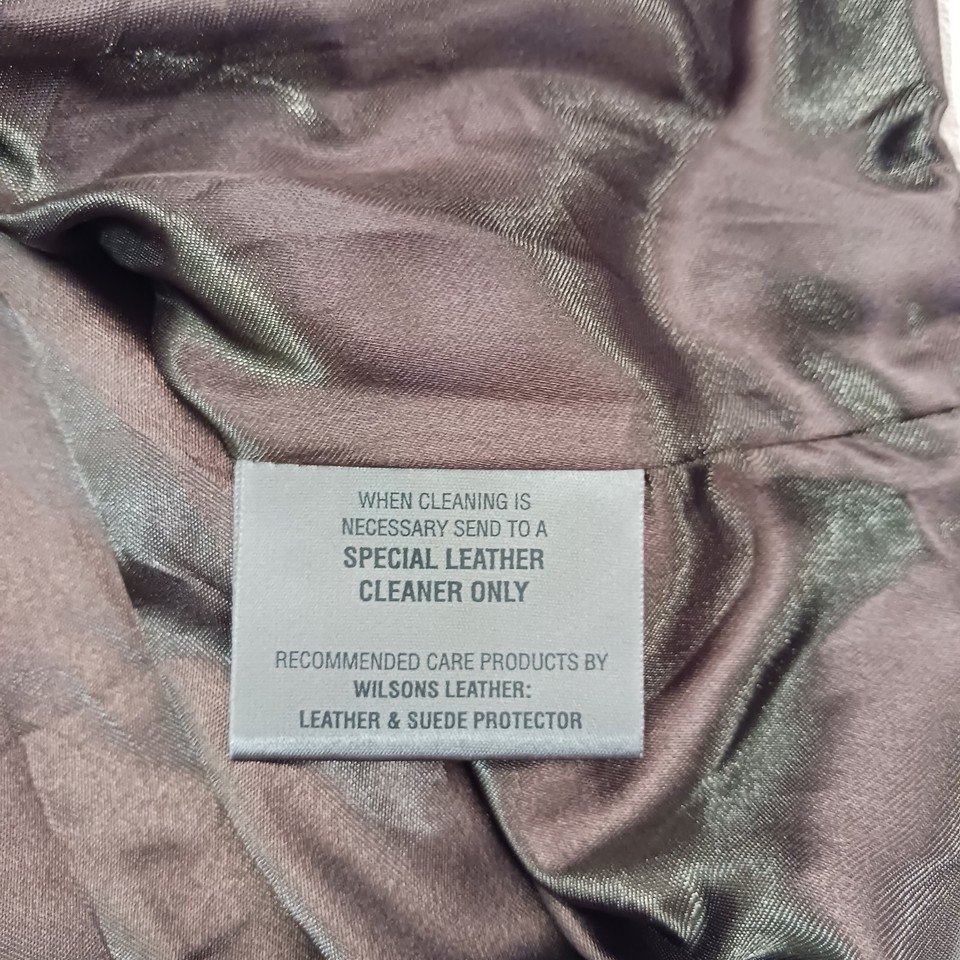 WHEN CLEANING IS
NECESSARY SEND TO A
SPECIAL LEATHER
CLEANER ONLY
RECOMMENDED CARE PRODUCTS BY
WILSONS LEATHER:
LEATHER & SUEDE PROTECTOR